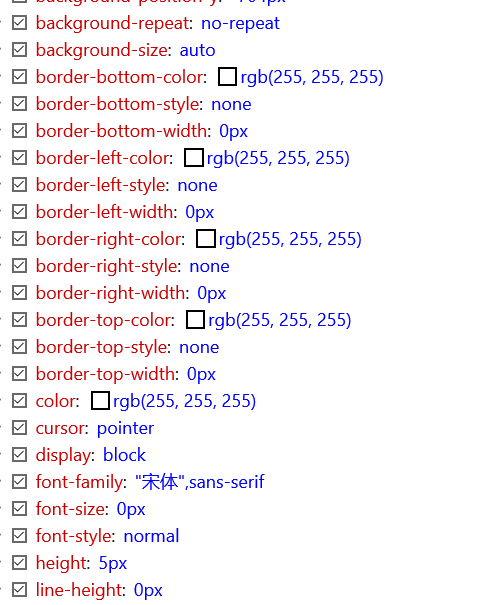 background-repeat: no-repeat
background-size: auto
border-bottom-color: rgb(255, 255, 255)
border-bottom-style: none
border-bottom-width: 0px
border-left-color: rgb(255, 255, 255)
border-left-style: none
border-left-width: 0px
border-right-color: rgb(255, 255, 255)
border-right-style: none
border-right-width: 0px
border-top-color: rgb(255, 255, 255)
border-top-style: none
border-top-width: 0px
color: rgb(255, 255, 255)
cursor: pointer
display: block
font-family: "宋体",sans-serif
font-size: 0px
font-style: normal
height: 5px
line-height: 0px